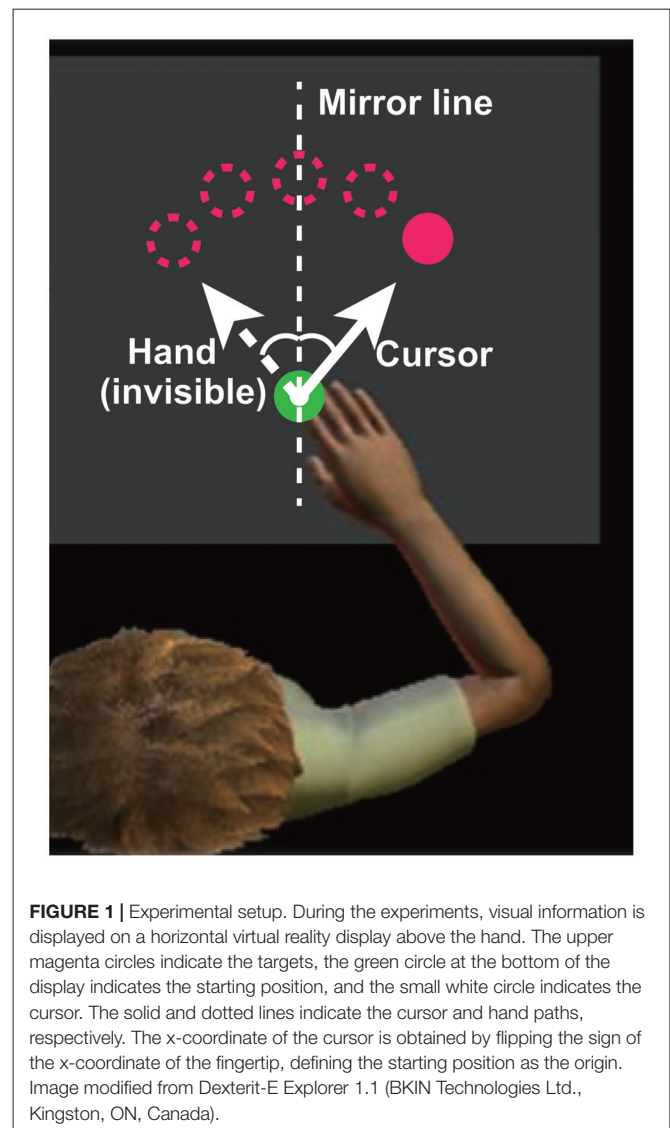 Mirror line
Hand
(invisible)
Cursor
FIGURE 1 | Experimental setup. During the experiments, visual information is
displayed on a horizontal virtual reality display above the hand. The upper
magenta circles indicate the targets, the green circle at the bottom of the
display indicates the starting position, and the small white circle indicates the
cursor. The solid and dotted lines indicate the cursor and hand paths,
respectively. The x-coordinate of the cursor is obtained by flipping the sign of
the x-coordinate of the fingertip, defining the starting position as the origin.
Image modified from Dexterit-E Explorer 1.1 (BKIN Technologies Ltd.,
Kingston, ON, Canada).